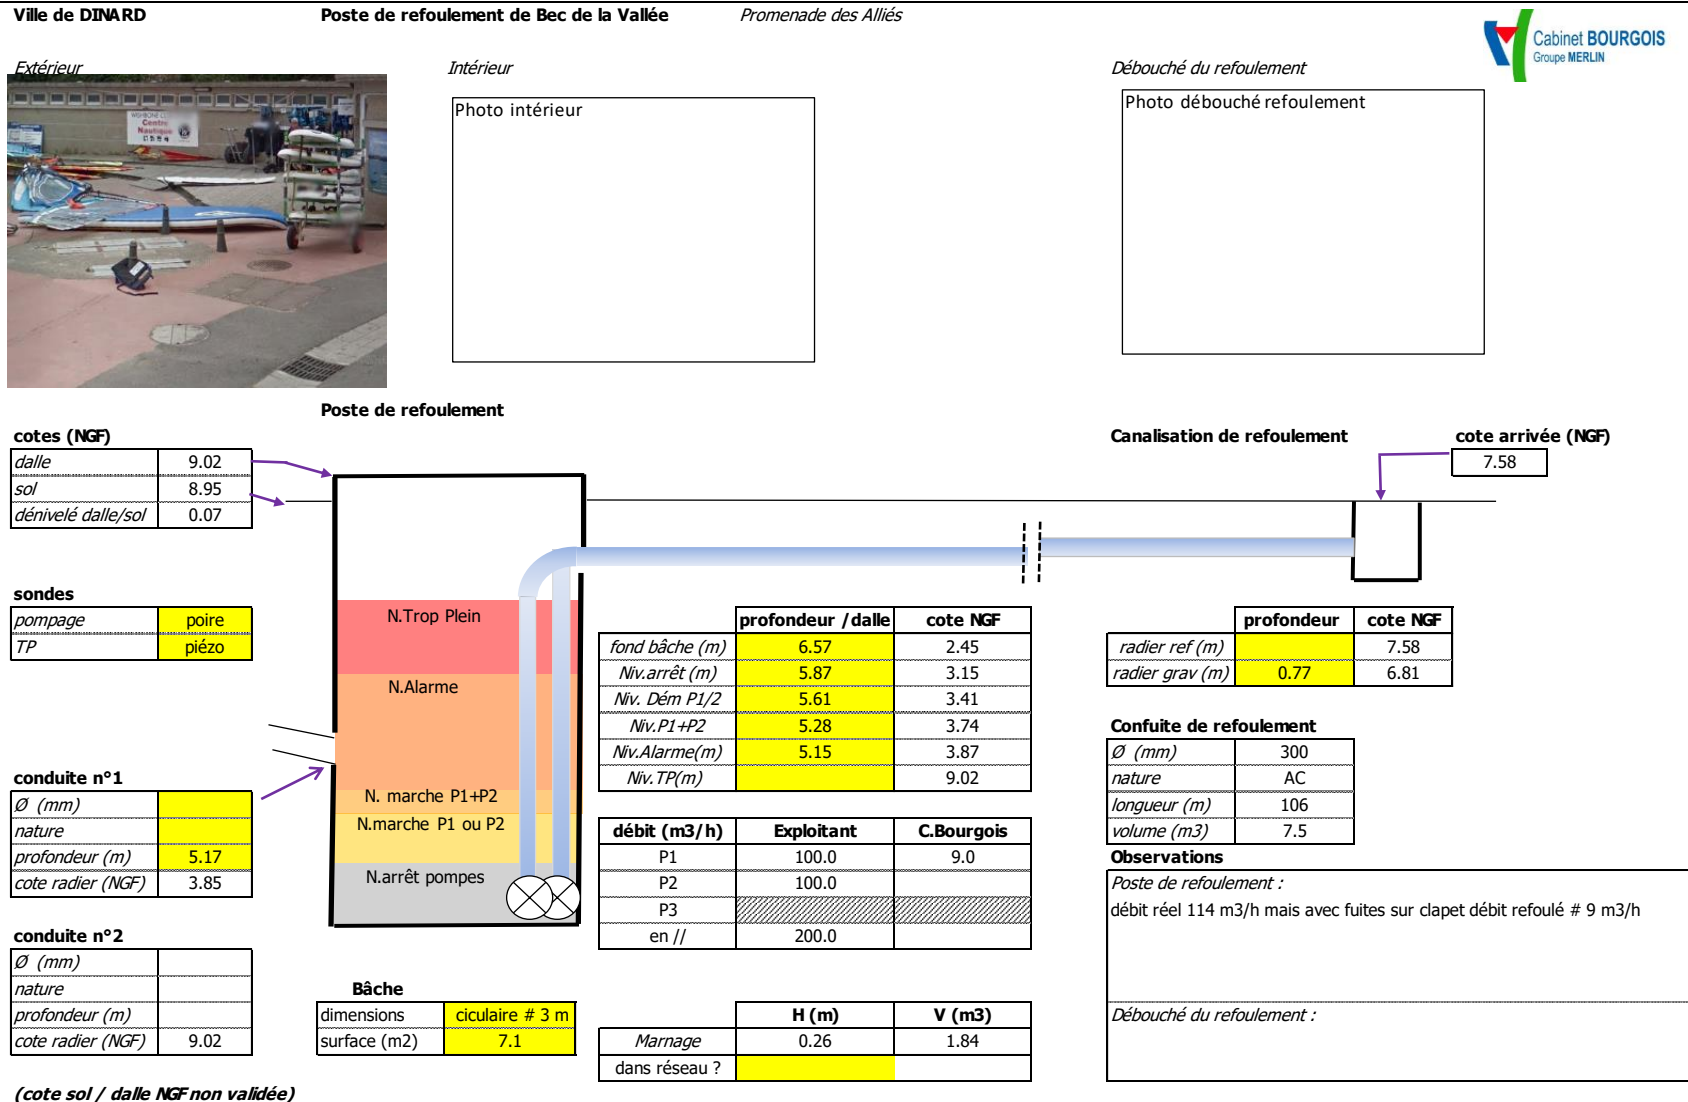 Ville de DINARD Poste de refoulement de Bec de la Vallée Promenade des Alliés
Cabinet BOURGOIS
Groupe MERLIN
Extérieur Intérieur Débouché du refoulement
Centre
Nautique
Photo intérieur
Photo débouché refoulement
Poste de refoulement
cotes (NGF)
dalle 9.02
sol 8.95
dénivelé dalle/sol 0.07
Canalisation de refoulement cote arrivée (NGF)
7.58
sondes
pompage poire
TP piézo
N.Trop Plein
N.Alarme
N. marche P1+P2
N.marche P1 ou P2
N.arrêt pompes
profondeur /dalle cote NGF
fond bâche (m) 6.57 2.45
Niv.arrêt (m) 5.87 3.15
Niv. Dém P1/2 5.61 3.41
Niv.P1+P2 5.28 3.74
Niv.Alarme(m) 5.15 3.87
Niv.TP(m) 9.02
profondeur cote NGF
radier ref (m) 7.58
radier grav (m) 0.77 6.81
Confuite de refoulement
Ø (mm) 300
nature AC
longueur (m) 106
volume (m3) 7.5
conduite n°1
Ø (mm)
nature
profondeur (m) 5.17
cote radier (NGF) 3.85
débit (m3/h) Exploitant C.Bourgois
P1 100.0 9.0
P2 100.0
P3
en // 200.0
Observations
Poste de refoulement :
débit réel 114 m3/h mais avec fuites sur clapet débit refoulé # 9 m3/h
Débouché du refoulement :
conduite n°2
Ø (mm)
nature
profondeur (m)
cote radier (NGF) 9.02
Bâche
dimensions ciculaire # 3 m
surface (m2) 7.1
H (m) V (m3)
Marnage 0.26 1.84
dans réseau ?
(cote sol / dalle NGF non validée)